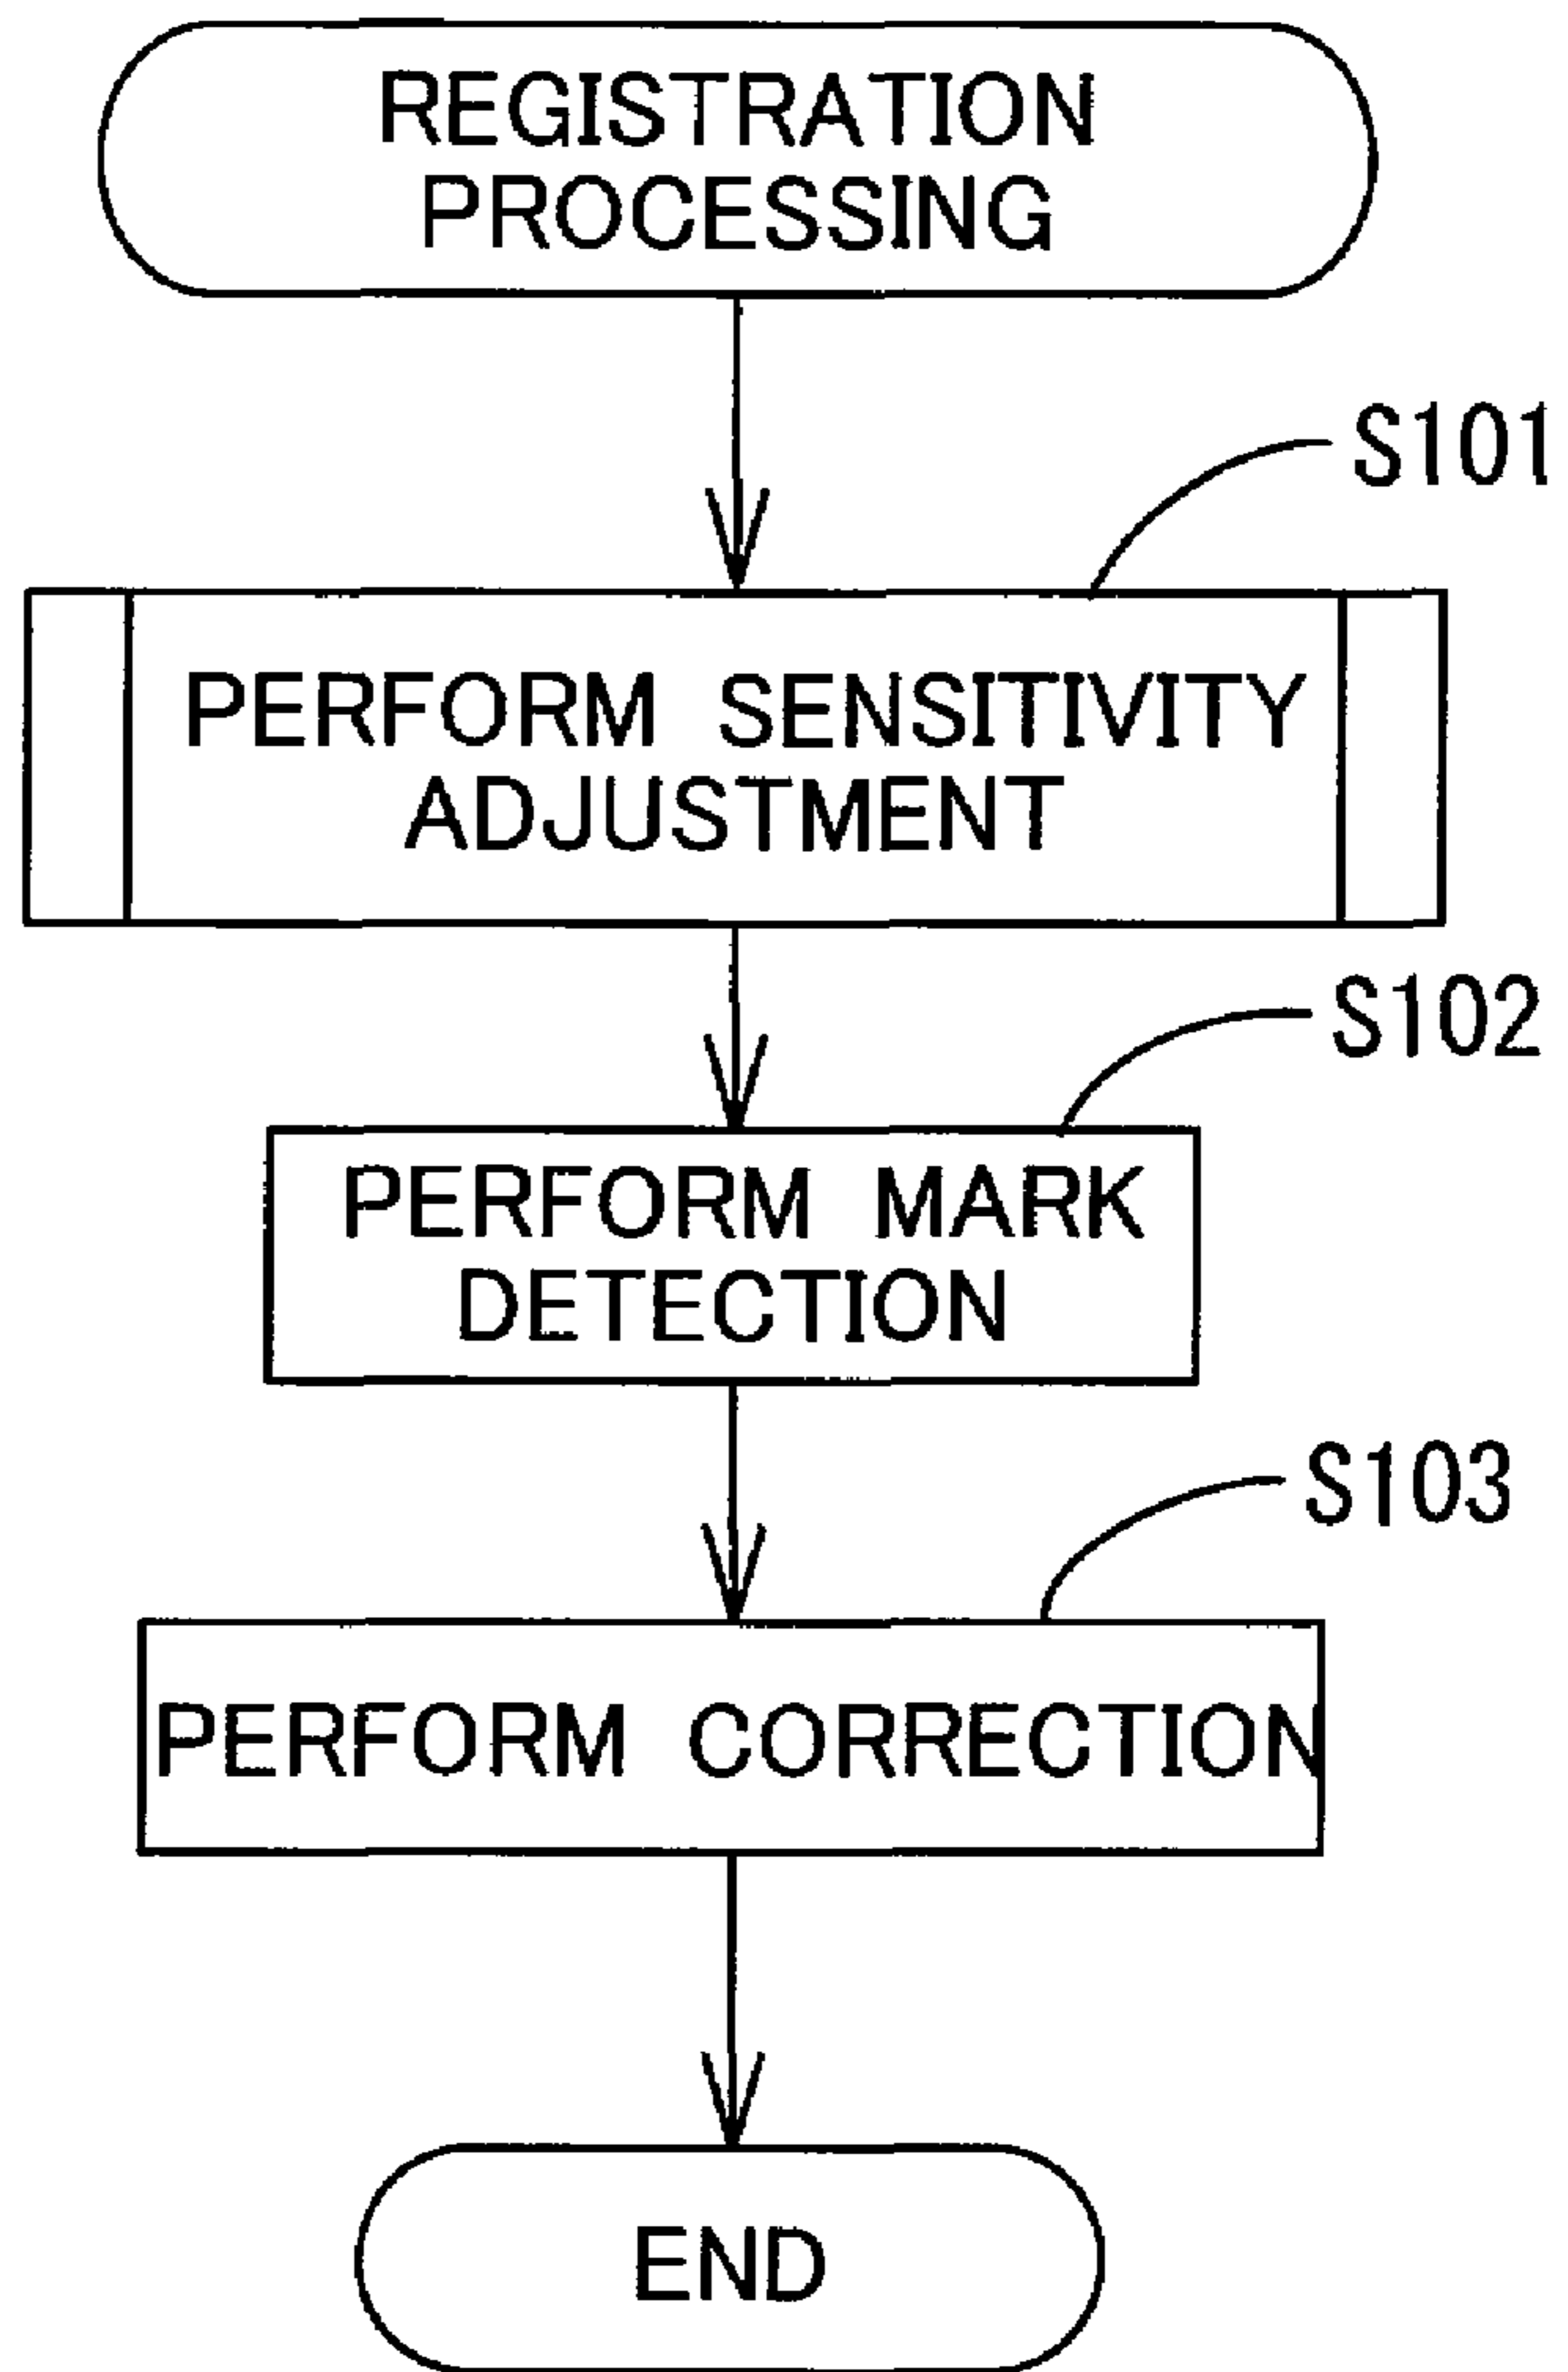 REGISTRATION
PROCESSING
S101
PERFORM SENSITIVITY
ADJUSTMENT
S102
PERFORM MARK
DETECTION
S103
PERFORM CORRECTION
END